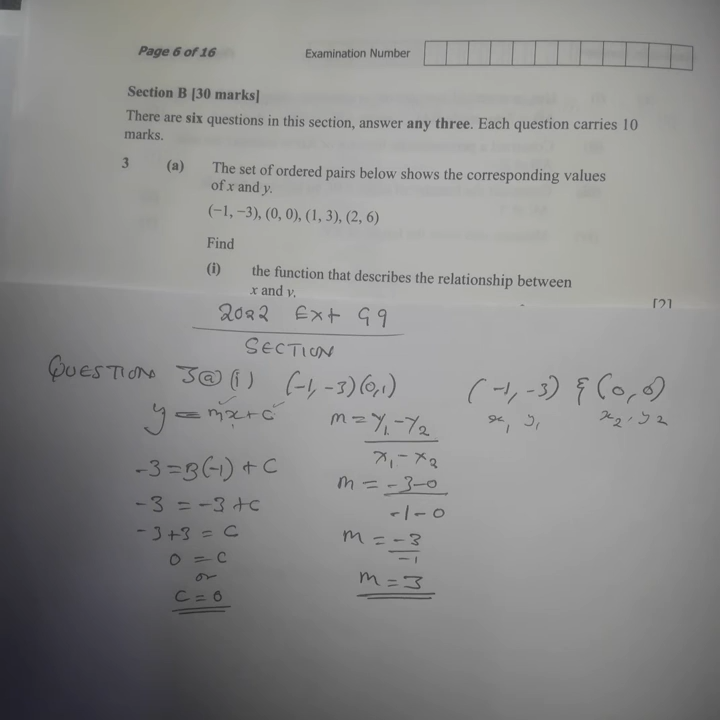 Page 6 of 16 Examination Number
Section B [30 marks]
There are six questions in this section, answer any three. Each question carries 10
marks.
3 (a) The set of ordered pairs below shows the corresponding values
of x and y.
(−1, −3), (0, 0), (1, 3), (2, 6)
Find
(i) the function that describes the relationship between
x and y.
[2]
2022 Ext G9
SECTION
QUESTION 3(a)(i) (-1, -3)(0,1) (-1, -3) & (0, 0)
x₁ y₁ x₂ . y₂
y = mx + c m = y₁ - y₂
x₁ - x₂
-3 = 3(-1) + C m = -3-0
-1-0
-3 = -3 + c
-3+3 = C m = -3
-1
0 = C
or m = 3
C = 0